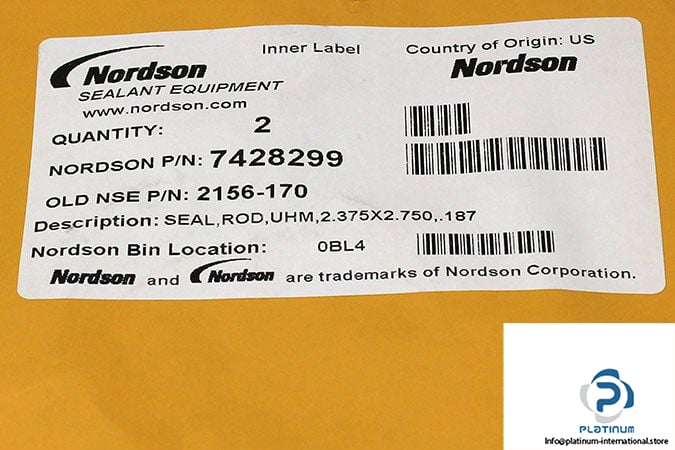 Inner Label
Country of Origin: US
Nordson
Nordson
SEALANT EQUIPMENT
www.nordson.com
QUANTITY: 2
NORDSON P/N: 7428299
OLD NSE P/N: 2156-170
Description: SEAL,ROD,UHM,2.375X2.750,.187
Nordson Bin Location: 0BL4
Nordson and Nordson are trademarks of Nordson Corporation.
PLATINUM
Info@platinum-international.store